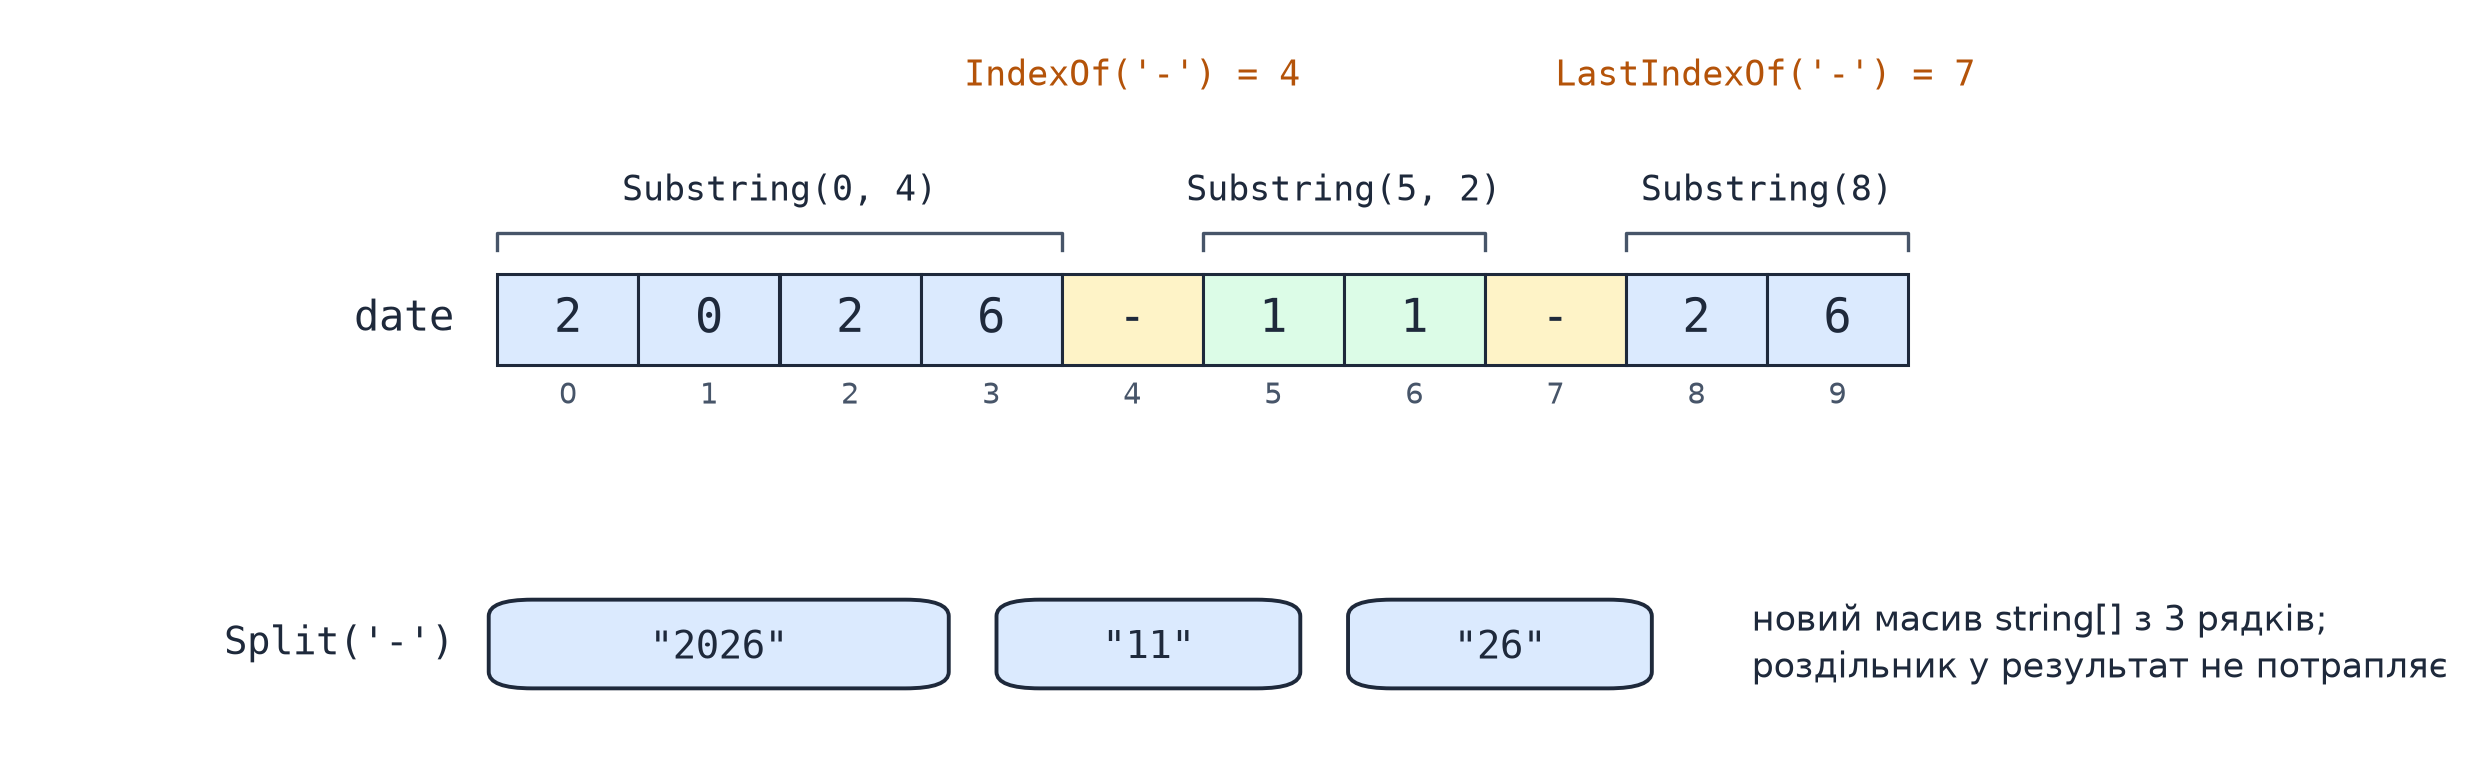 IndexOf('-') = 4 LastIndexOf('-') = 7
Substring(0, 4) Substring(5, 2) Substring(8)
date 2 0 2 6 - 1 1 - 2 6
0 1 2 3 4 5 6 7 8 9
Split('-') "2026" "11" "26"
новий масив string[] з 3 рядків;
роздільник у результат не потрапляє